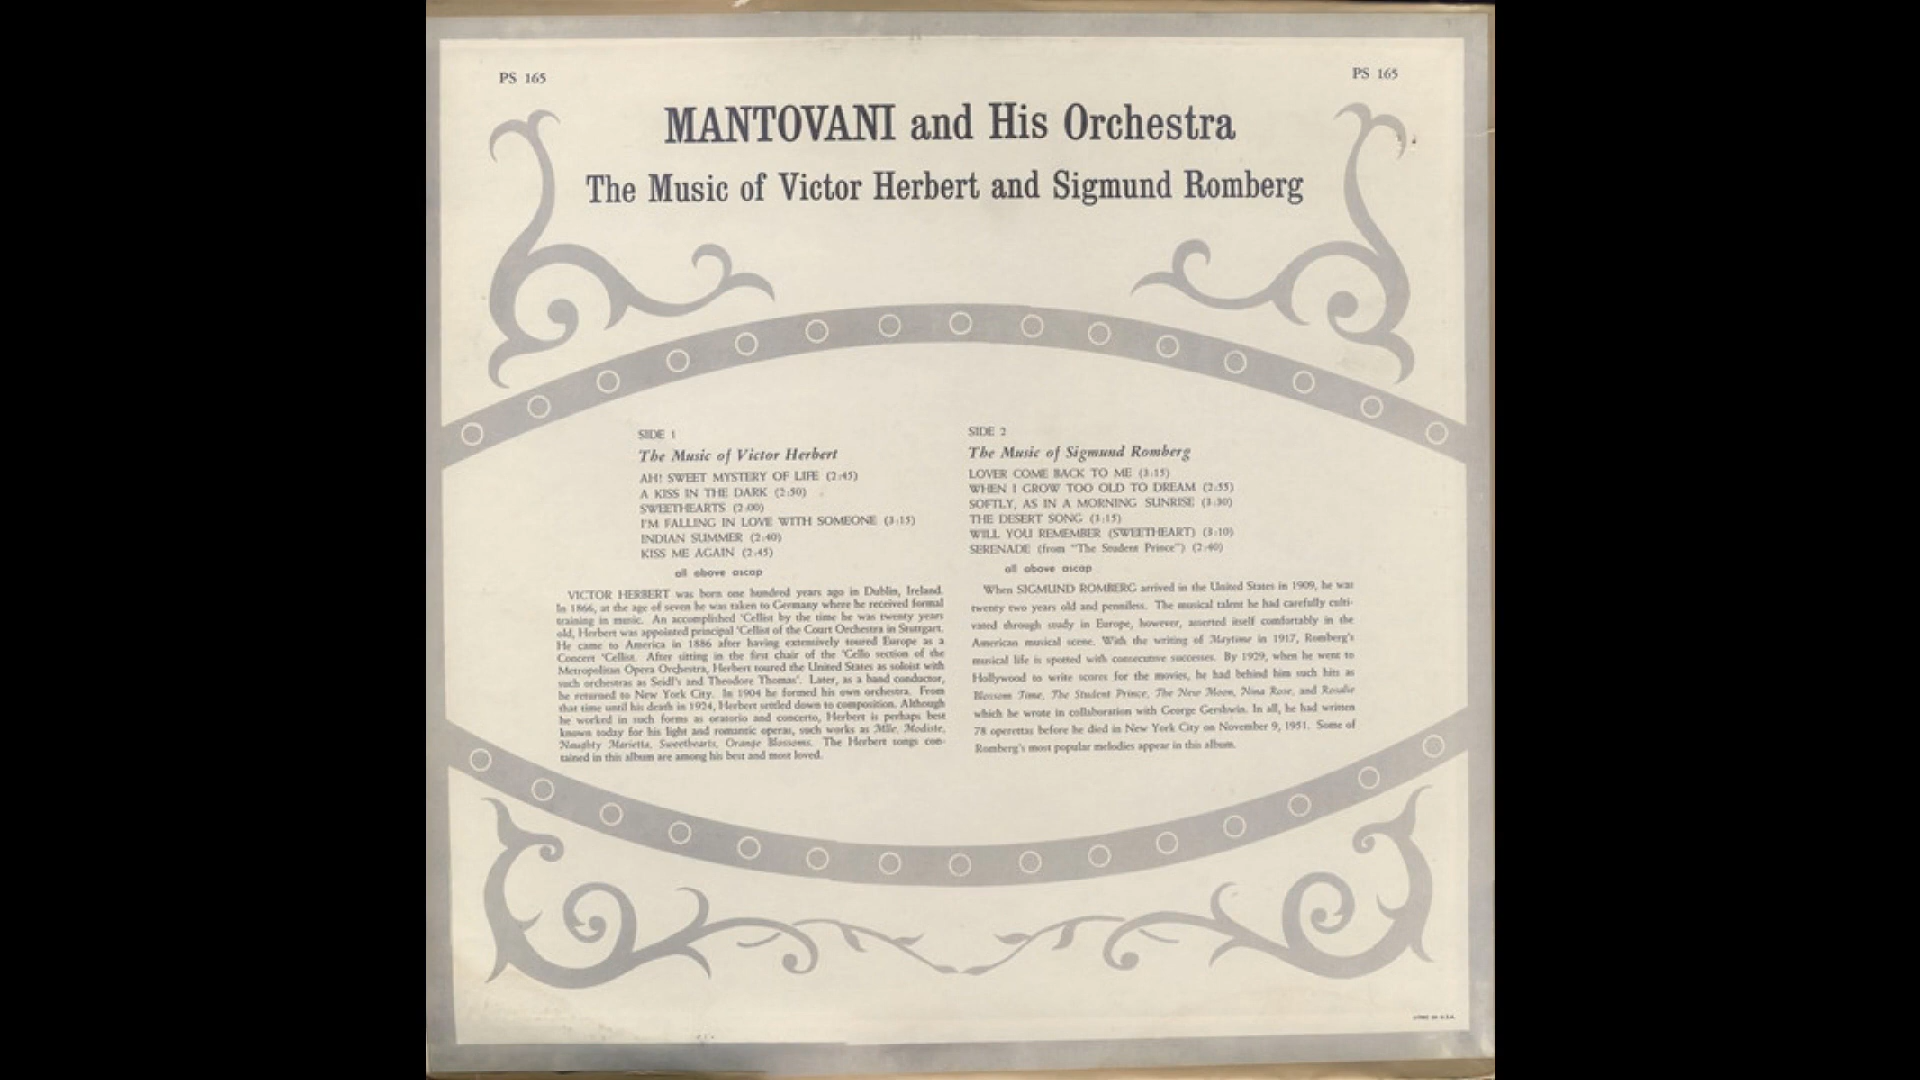 PS 165
PS 165
MANTOVANI and His Orchestra
The Music of Victor Herbert and Sigmund Romberg
SIDE 1
The Music of Victor Herbert
AH! SWEET MYSTERY OF LIFE (2:45)
A KISS IN THE DARK (2:50)
SWEETHEARTS (2:00)
I'M FALLING IN LOVE WITH SOMEONE (3:15)
INDIAN SUMMER (2:40)
KISS ME AGAIN (2:45)
all above ascap
VICTOR HERBERT was born one hundred years ago in Dublin, Ireland.
In 1866, at the age of seven he was taken to Germany where he received formal
training in music. An accomplished 'Cellist by the time he was twenty years
old, Herbert was appointed principal 'Cellist of the Court Orchestra in Stuttgart.
He came to America in 1886 after having extensively toured Europe as a
Concert 'Cellist. After sitting in the first chair of the 'Cello section of the
Metropolitan Opera Orchestra, Herbert toured the United States as soloist with
such orchestras as Seidl's and Theodore Thomas'. Later, as a band conductor,
he returned to New York City. In 1904 he formed his own orchestra. From
that time until his death in 1924, Herbert settled down to composition. Although
he worked in such forms as oratorio and concerto, Herbert is perhaps best
known today for his light and romantic operas, such works as Mlle. Modiste,
Naughty Marietta, Sweethearts, Orange Blossoms. The Herbert songs con-
tained in this album are among his best and most loved.
SIDE 2
The Music of Sigmund Romberg
LOVER COME BACK TO ME (3:15)
WHEN I GROW TOO OLD TO DREAM (2:55)
SOFTLY, AS IN A MORNING SUNRISE (3:30)
THE DESERT SONG (3:15)
WILL YOU REMEMBER (SWEETHEART) (3:10)
SERENADE (from "The Student Prince") (2:40)
all above ascap
When SIGMUND ROMBERG arrived in the United States in 1909, he was
twenty two years old and penniless. The musical talent he had carefully culti-
vated through study in Europe, however, asserted itself comfortably in the
American musical scene. With the writing of Maytime in 1917, Romberg's
musical life is spotted with consecutive successes. By 1929, when he went to
Hollywood to write scores for the movies, he had behind him such hits as
Blossom Time, The Student Prince, The New Moon, Nina Rose, and Rosalie
which he wrote in collaboration with George Gershwin. In all, he had written
78 operettas before he died in New York City on November 9, 1951. Some of
Romberg's most popular melodies appear in this album.